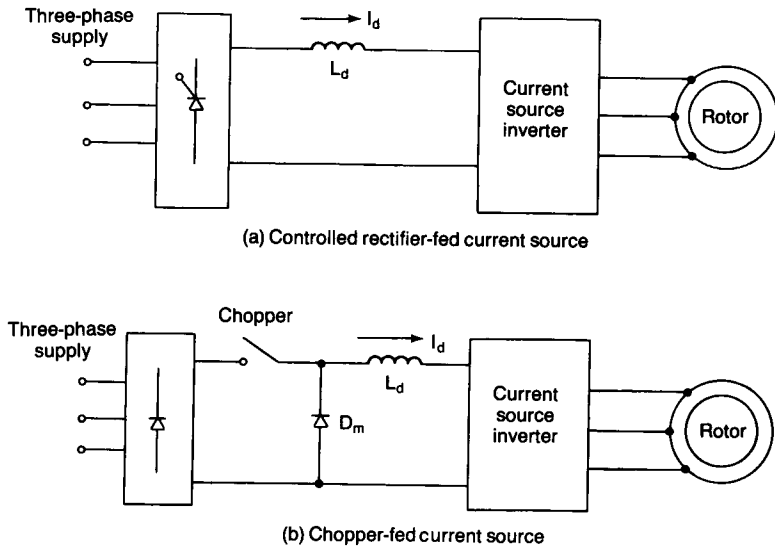 Three-phase
supply
I_d
L_d
Current
source
inverter
Rotor
(a) Controlled rectifier-fed current source
Three-phase
supply
Chopper
I_d
L_d
D_m
Current
source
inverter
Rotor
(b) Chopper-fed current source